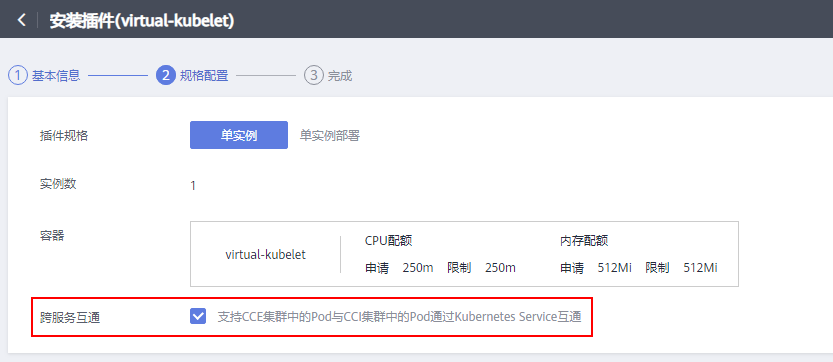 安装插件(virtual-kubelet)
1 基本信息 2 规格配置 3 完成
插件规格 单实例 单实例部署
实例数 1
容器 virtual-kubelet CPU配额 内存配额
申请 250m 限制 250m 申请 512Mi 限制 512Mi
跨服务互通 支持CCE集群中的Pod与CCI集群中的Pod通过Kubernetes Service互通